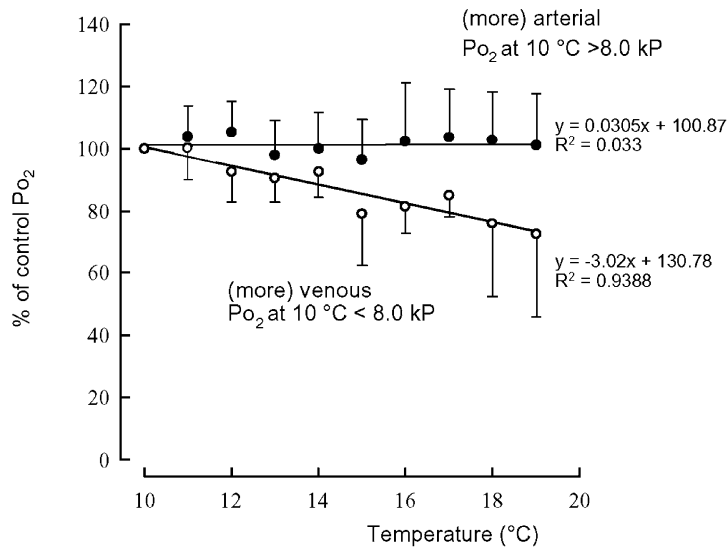 (more) arterial
Po2 at 10 °C >8.0 kP
140
120
100
80
60
40
20
0
% of control Po2
y = 0.0305x + 100.87
R2 = 0.033
y = -3.02x + 130.78
R2 = 0.9388
(more) venous
Po2 at 10 °C < 8.0 kP
10 12 14 16 18 20
Temperature (°C)